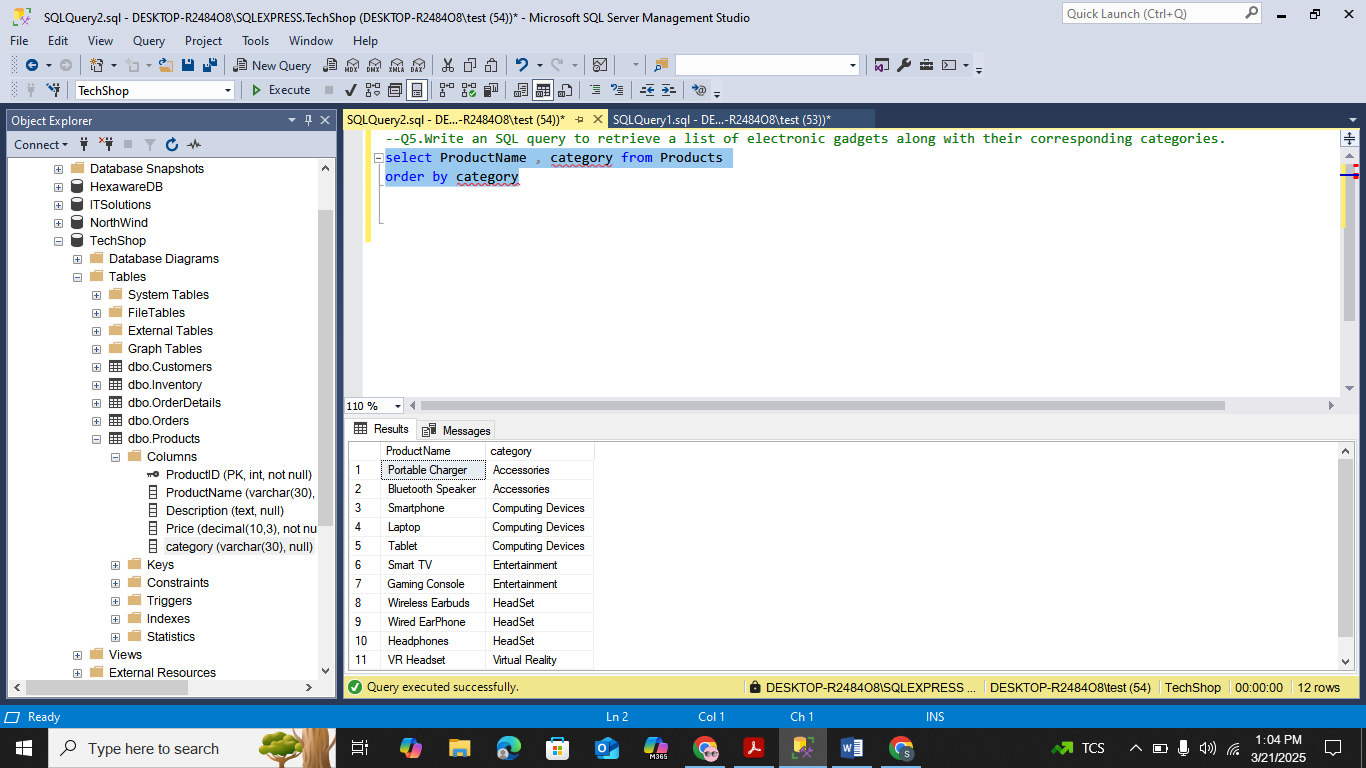 SQLQuery2.sql - DESKTOP-R2484O8\SQLEXPRESS.TechShop (DESKTOP-R2484O8\test (54))* - Microsoft SQL Server Management Studio
Quick Launch (Ctrl+Q)
File Edit View Query Project Tools Window Help
New Query MDX DMX XMLA DAX
TechShop Execute
Object Explorer
Connect
Database Snapshots
HexawareDB
ITSolutions
NorthWind
TechShop
Database Diagrams
Tables
System Tables
FileTables
External Tables
Graph Tables
dbo.Customers
dbo.Inventory
dbo.OrderDetails
dbo.Orders
dbo.Products
Columns
ProductID (PK, int, not null)
ProductName (varchar(30),
Description (text, null)
Price (decimal(10,3), not nu
category (varchar(30), null)
Keys
Constraints
Triggers
Indexes
Statistics
Views
External Resources
SQLQuery2.sql - DE...-R2484O8\test (54))* SQLQuery1.sql - DE...-R2484O8\test (53))*
--Q5.Write an SQL query to retrieve a list of electronic gadgets along with their corresponding categories.
select ProductName , category from Products
order by category
110 %
Results Messages
ProductName category
1 Portable Charger Accessories
2 Bluetooth Speaker Accessories
3 Smartphone Computing Devices
4 Laptop Computing Devices
5 Tablet Computing Devices
6 Smart TV Entertainment
7 Gaming Console Entertainment
8 Wireless Earbuds HeadSet
9 Wired EarPhone HeadSet
10 Headphones HeadSet
11 VR Headset Virtual Reality
Query executed successfully. DESKTOP-R2484O8\SQLEXPRESS ... DESKTOP-R2484O8\test (54) TechShop 00:00:00 12 rows
Ready Ln 2 Col 1 Ch 1 INS
Type here to search M365 TCS 1:04 PM
3/21/2025